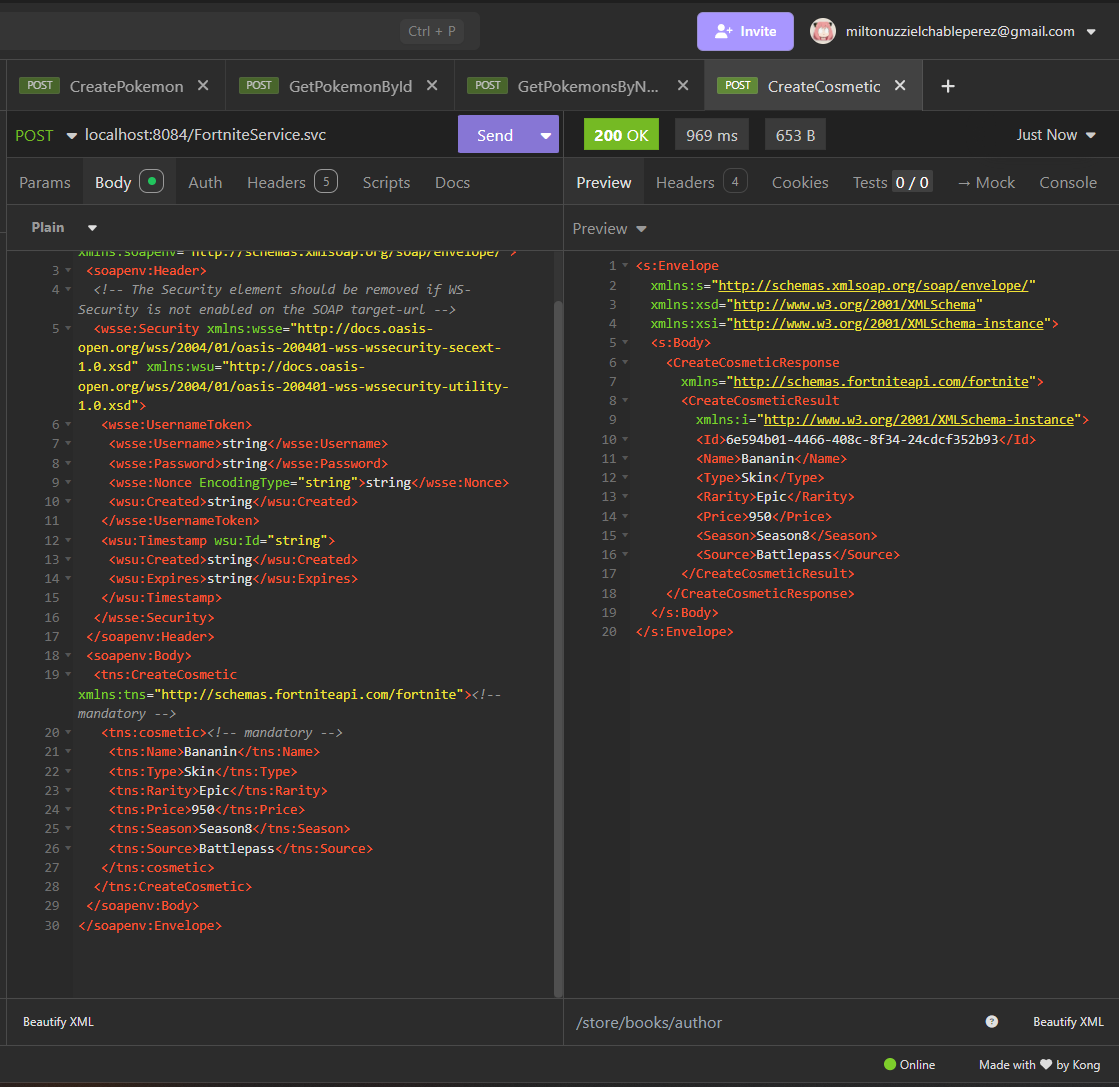 Ctrl + P
Invite
miltonuzzielchableperez@gmail.com
POST CreatePokemon
POST GetPokemonById
POST GetPokemonsByN...
POST CreateCosmetic
POST localhost:8084/FortniteService.svc
Send
200 OK
969 ms
653 B
Just Now
Params
Body
Auth
Headers 5
Scripts
Docs
Preview
Headers 4
Cookies
Tests 0 / 0
→ Mock
Console
Plain
Preview
xmlns:soapenv="http://schemas.xmlsoap.org/soap/envelope/">
3 <soapenv:Header>
4 <!-- The Security element should be removed if WS-
Security is not enabled on the SOAP target-url -->
5 <wsse:Security xmlns:wsse="http://docs.oasis-
open.org/wss/2004/01/oasis-200401-wss-wssecurity-secext-
1.0.xsd" xmlns:wsu="http://docs.oasis-
open.org/wss/2004/01/oasis-200401-wss-wssecurity-utility-
1.0.xsd">
6 <wsse:UsernameToken>
7 <wsse:Username>string</wsse:Username>
8 <wsse:Password>string</wsse:Password>
9 <wsse:Nonce EncodingType="string">string</wsse:Nonce>
10 <wsu:Created>string</wsu:Created>
11 </wsse:UsernameToken>
12 <wsu:Timestamp wsu:Id="string">
13 <wsu:Created>string</wsu:Created>
14 <wsu:Expires>string</wsu:Expires>
15 </wsu:Timestamp>
16 </wsse:Security>
17 </soapenv:Header>
18 <soapenv:Body>
19 <tns:CreateCosmetic
xmlns:tns="http://schemas.fortniteapi.com/fortnite"><!--
mandatory -->
20 <tns:cosmetic><!-- mandatory -->
21 <tns:Name>Bananin</tns:Name>
22 <tns:Type>Skin</tns:Type>
23 <tns:Rarity>Epic</tns:Rarity>
24 <tns:Price>950</tns:Price>
25 <tns:Season>Season8</tns:Season>
26 <tns:Source>Battlepass</tns:Source>
27 </tns:cosmetic>
28 </tns:CreateCosmetic>
29 </soapenv:Body>
30 </soapenv:Envelope>
1 <s:Envelope
2 xmlns:s="http://schemas.xmlsoap.org/soap/envelope/"
3 xmlns:xsd="http://www.w3.org/2001/XMLSchema"
4 xmlns:xsi="http://www.w3.org/2001/XMLSchema-instance">
5 <s:Body>
6 <CreateCosmeticResponse
7 xmlns="http://schemas.fortniteapi.com/fortnite">
8 <CreateCosmeticResult
9 xmlns:i="http://www.w3.org/2001/XMLSchema-instance">
10 <Id>6e594b01-4466-408c-8f34-24cdcf352b93</Id>
11 <Name>Bananin</Name>
12 <Type>Skin</Type>
13 <Rarity>Epic</Rarity>
14 <Price>950</Price>
15 <Season>Season8</Season>
16 <Source>Battlepass</Source>
17 </CreateCosmeticResult>
18 </CreateCosmeticResponse>
19 </s:Body>
20 </s:Envelope>
Beautify XML
/store/books/author
?
Beautify XML
Online
Made with ♥ by Kong